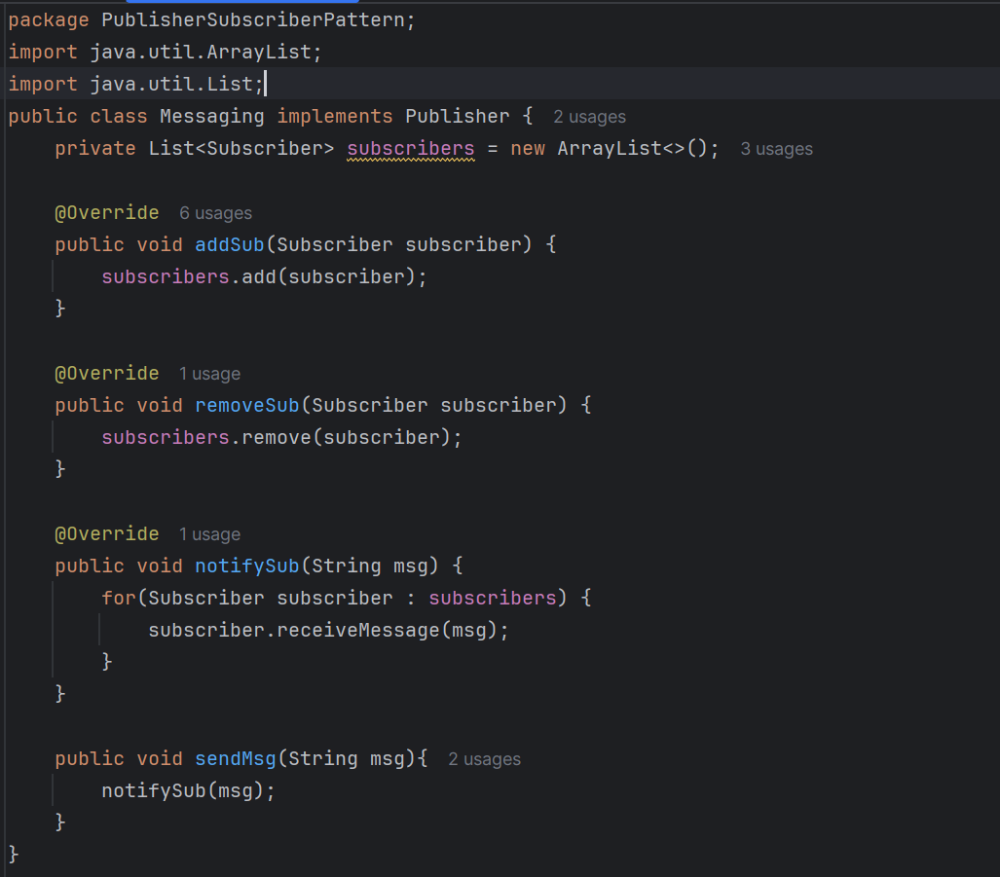 package PublisherSubscriberPattern;
import java.util.ArrayList;
import java.util.List;
public class Messaging implements Publisher {  2 usages
    private List<Subscriber> subscribers = new ArrayList<>();  3 usages

    @Override  6 usages
    public void addSub(Subscriber subscriber) {
        subscribers.add(subscriber);
    }

    @Override  1 usage
    public void removeSub(Subscriber subscriber) {
        subscribers.remove(subscriber);
    }

    @Override  1 usage
    public void notifySub(String msg) {
        for(Subscriber subscriber : subscribers) {
            subscriber.receiveMessage(msg);
        }
    }

    public void sendMsg(String msg){  2 usages
        notifySub(msg);
    }
}